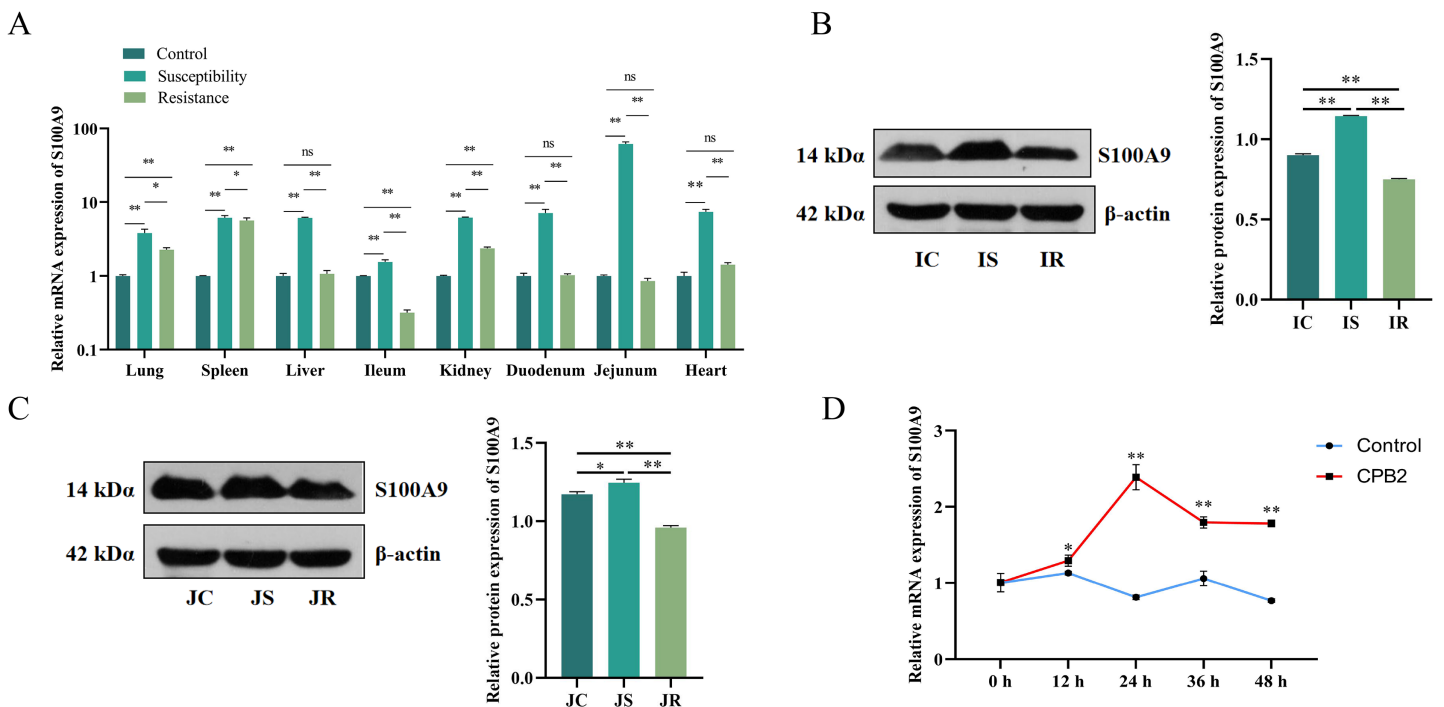 A
Control
Susceptibility
Resistance
Relative mRNA expression of S100A9
100
10
1
0.1
** * **
** * **
** ** ns
** ** **
** ** **
** ** ns
** ** ns
** ** ns
Lung Spleen Liver Ileum Kidney Duodenum Jejunum Heart
B
14 kDα S100A9
42 kDα β-actin
IC IS IR
Relative protein expression of S100A9
1.5
1.0
0.5
0.0
**
** **
IC IS IR
C
14 kDα S100A9
42 kDα β-actin
JC JS JR
Relative protein expression of S100A9
1.5
1.0
0.5
0.0
**
* **
JC JS JR
D
Relative mRNA expression of S100A9
3
2
1
0
* ** ** **
0 h 12 h 24 h 36 h 48 h
Control
CPB2